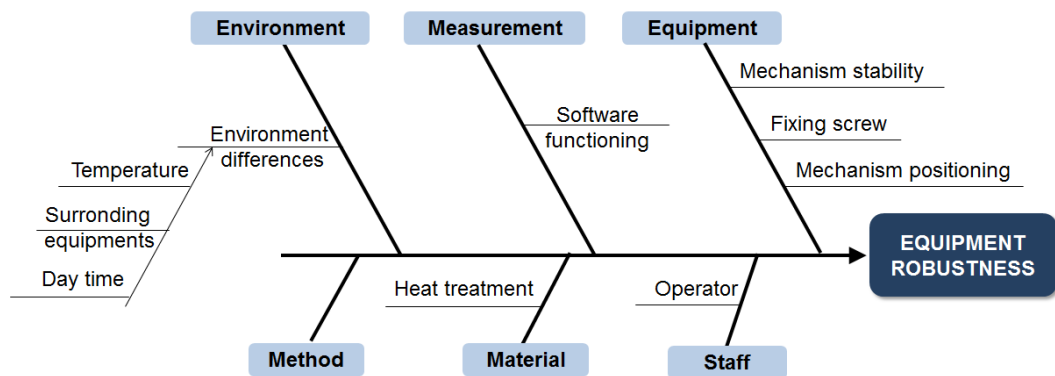 Environment
Measurement
Equipment
Mechanism stability
Software
functioning
Fixing screw
Environment
differences
Temperature
Mechanism positioning
Surronding
equipments
EQUIPMENT
ROBUSTNESS
Day time
Heat treatment
Operator
Method
Material
Staff